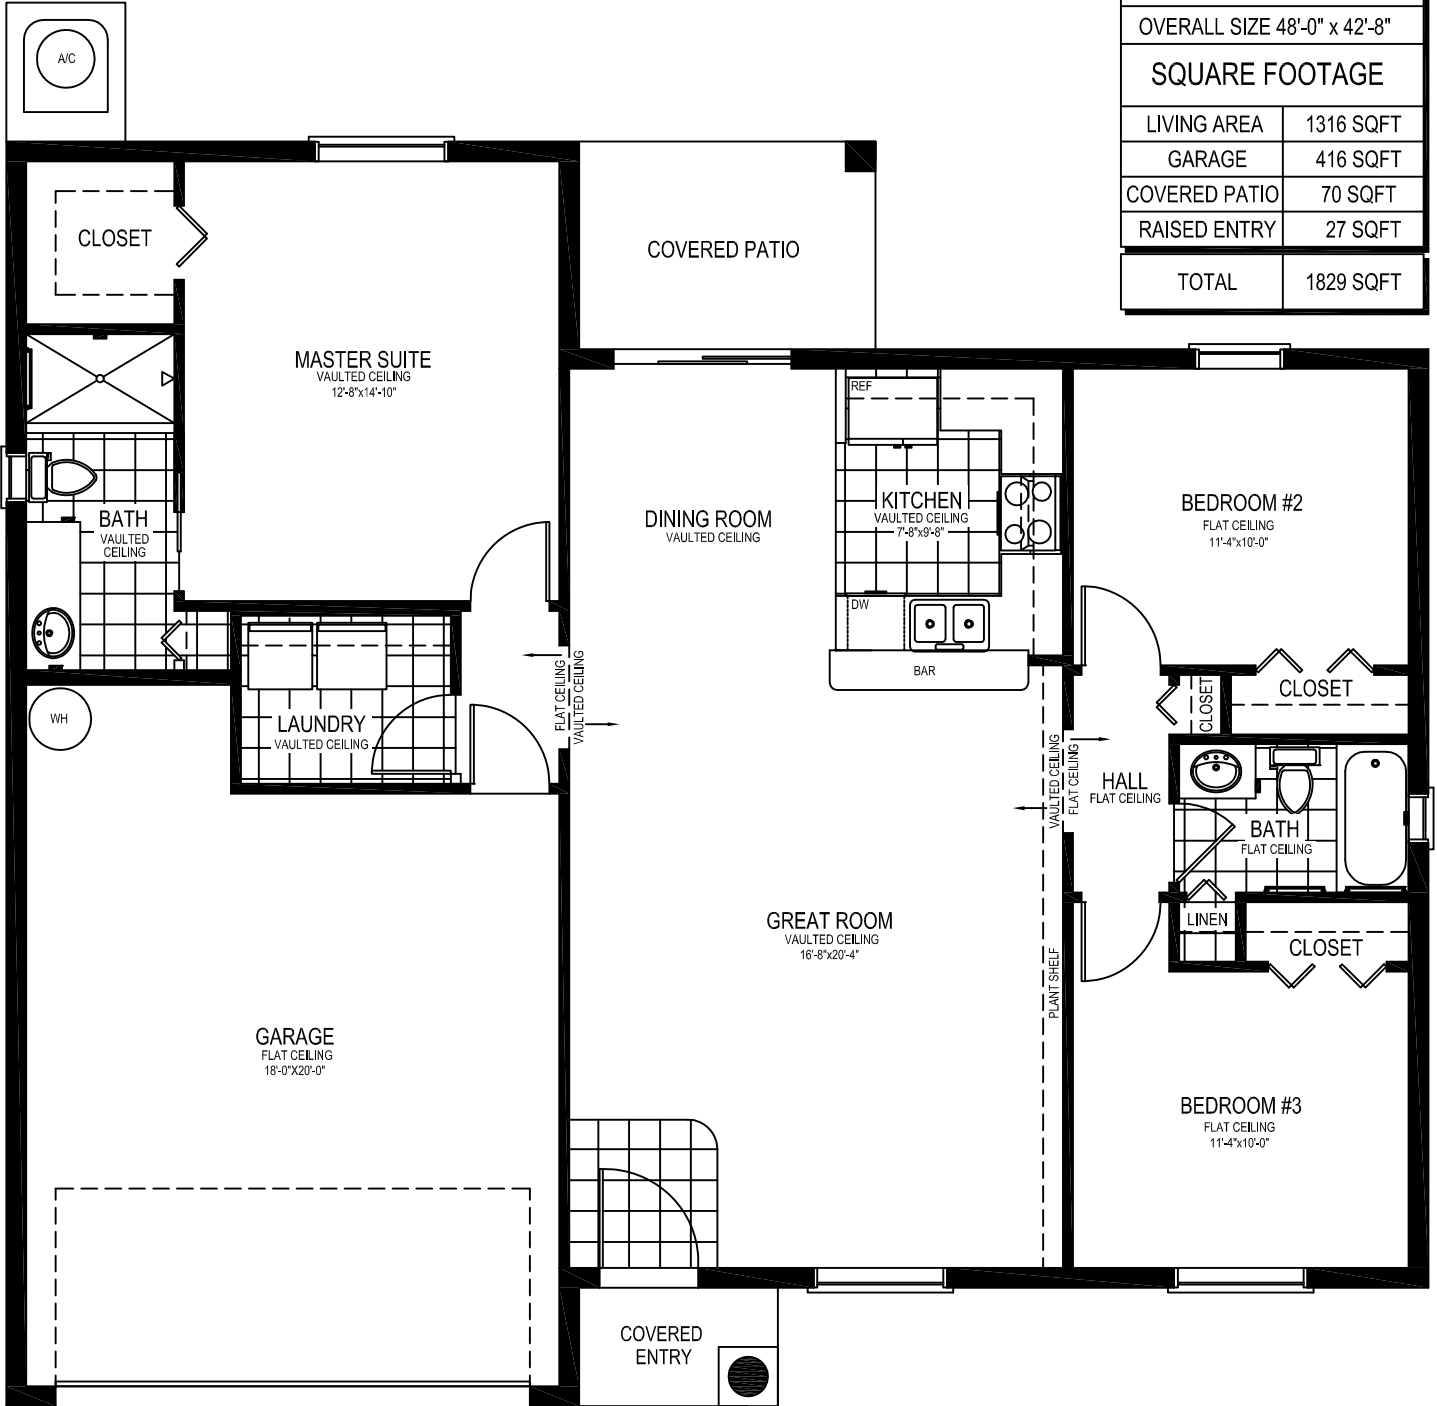 OVERALL SIZE 48'-0" x 42'-8"
SQUARE FOOTAGE
LIVING AREA 1316 SQFT
GARAGE 416 SQFT
COVERED PATIO 70 SQFT
RAISED ENTRY 27 SQFT
TOTAL 1829 SQFT
A/C
CLOSET
COVERED PATIO
MASTER SUITE
VAULTED CEILING
12'-8"x14'-10"
REF
KITCHEN
VAULTED CEILING
7'-8"x9'-8"
BEDROOM #2
FLAT CEILING
11'-4"x10'-0"
BATH
VAULTED
CEILING
DINING ROOM
VAULTED CEILING
DW
BAR
FLAT CEILING
VAULTED CEILING
CLOSET
CLOSET
WH
LAUNDRY
VAULTED CEILING
VAULTED CEILING
FLAT CEILING
HALL
FLAT CEILING
BATH
FLAT CEILING
GREAT ROOM
VAULTED CEILING
16'-8"x20'-4"
LINEN
CLOSET
PLANT SHELF
GARAGE
FLAT CEILING
18'-0"X20'-0"
BEDROOM #3
FLAT CEILING
11'-4"x10'-0"
COVERED
ENTRY